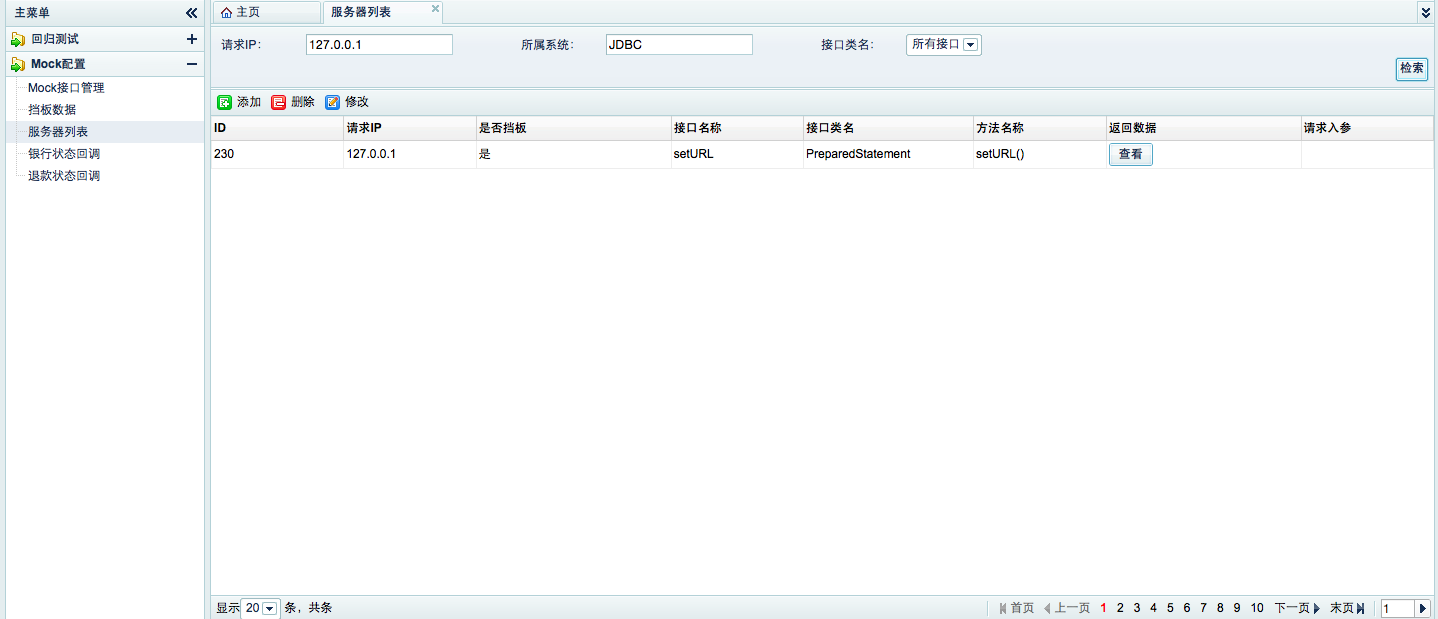 主菜单
回归测试
Mock配置
Mock接口管理
挡板数据
服务器列表
银行状态回调
退款状态回调
主页 服务器列表
请求IP: 127.0.0.1 所属系统: JDBC 接口类名: 所有接口
检索
添加 删除 修改
ID 请求IP 是否挡板 接口名称 接口类名 方法名称 返回数据 请求入参
230 127.0.0.1 是 setURL PreparedStatement setURL() 查看
显示 20 条，共条 首页 上一页 1 2 3 4 5 6 7 8 9 10 下一页 末页 1